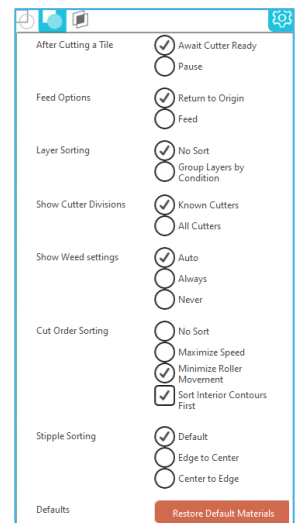 After Cutting a Tile Await Cutter Ready
Pause
Feed Options Return to Origin
Feed
Layer Sorting No Sort
Group Layers by
Condition
Show Cutter Divisions Known Cutters
All Cutters
Show Weed settings Auto
Always
Never
Cut Order Sorting No Sort
Maximize Speed
Minimize Roller
Movement
Sort Interior Contours
First
Stipple Sorting Default
Edge to Center
Center to Edge
Defaults Restore Default Materials